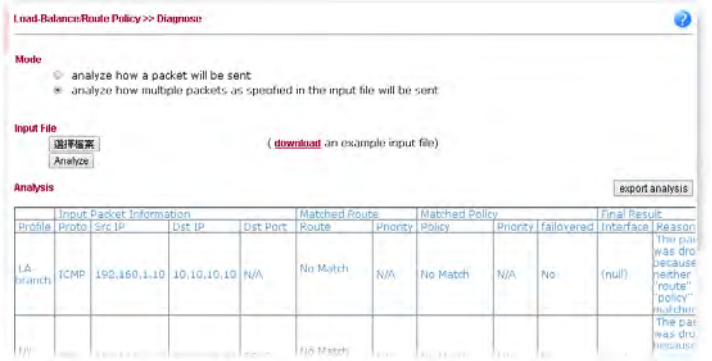 Load-Balance/Route Policy >> Diagnose
?
Mode
analyze how a packet will be sent
analyze how multiple packets as specified in the input file will be sent
Input File
選擇檔案
( download an example input file)
Analyze
Analysis
export analysis
Input Packet Information Matched Route Matched Policy Final Result
Profile Proto Src IP Dst IP Dst Port Route Priority Policy Priority failovered Interface Reason
LA-branch ICMP 192.160.1.10 10.10.10.10 N/A No Match N/A No Match N/A No (null)
The pac
was dro
because
neither
"route"
"policy"
matche
The pac
was dro
because
No Match